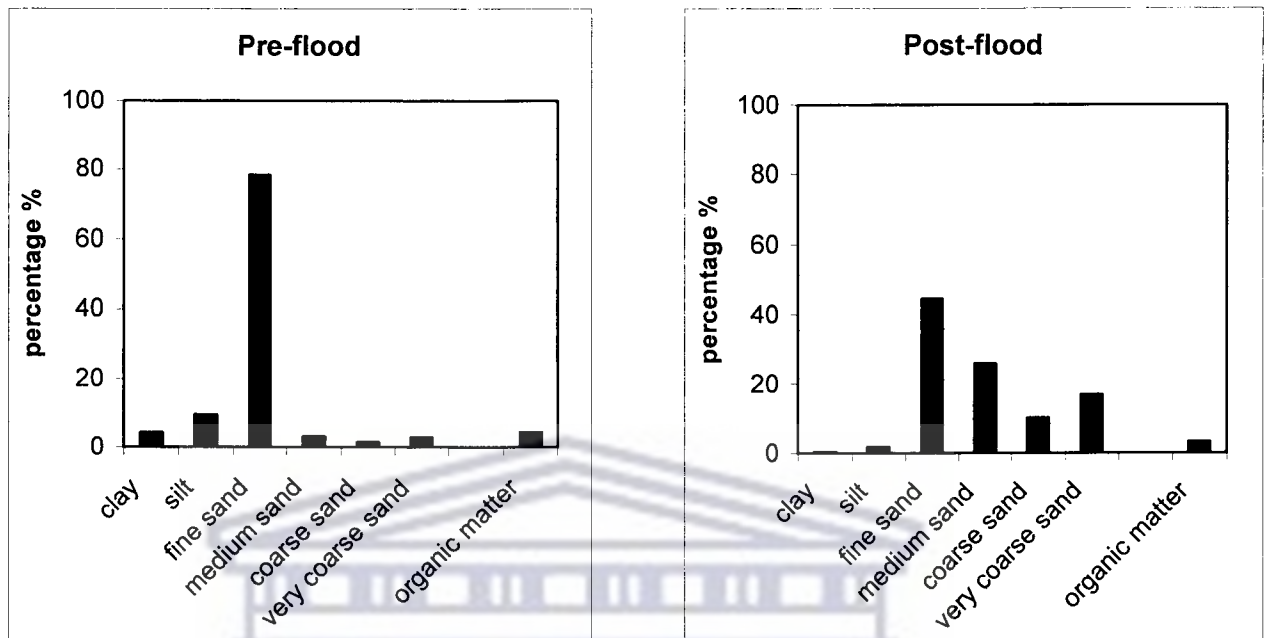 Pre-flood
percentage %
100
80
60
40
20
0
clay
silt
fine sand
medium sand
coarse sand
very coarse sand
organic matter
Post-flood
percentage %
100
80
60
40
20
0
clay
silt
fine sand
medium sand
coarse sand
very coarse sand
organic matter